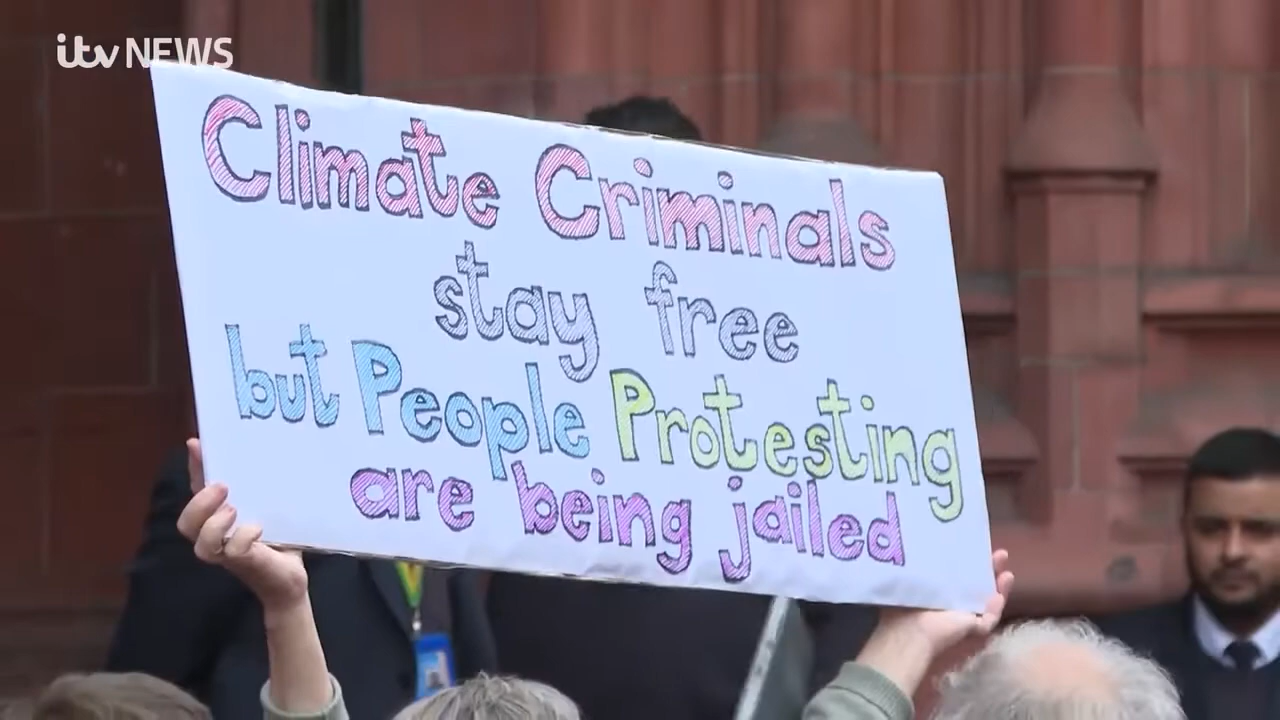 itv NEWS
Climate Criminals
stay free
but People Protesting
are being jailed